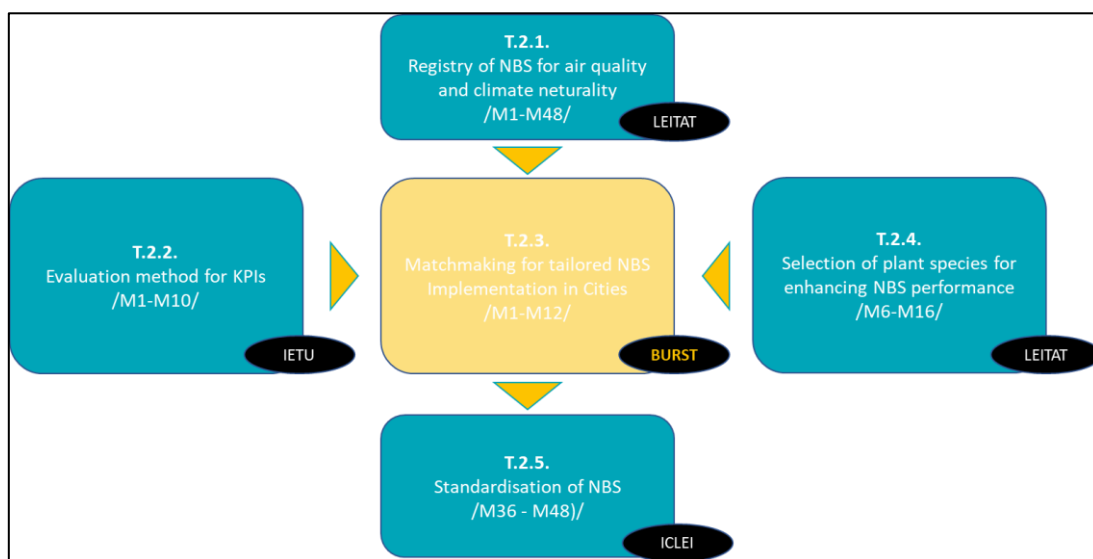 T.2.1.
Registry of NBS for air quality
and climate neturality
/M1-M48/
LEITAT
T.2.2.
Evaluation method for KPIs
/M1-M10/
IETU
T.2.3.
Matchmaking for tailored NBS
Implementation in Cities
/M1-M12/
BURST
T.2.4.
Selection of plant species for
enhancing NBS performance
/M6-M16/
LEITAT
T.2.5.
Standardisation of NBS
/M36 - M48)/
ICLEI